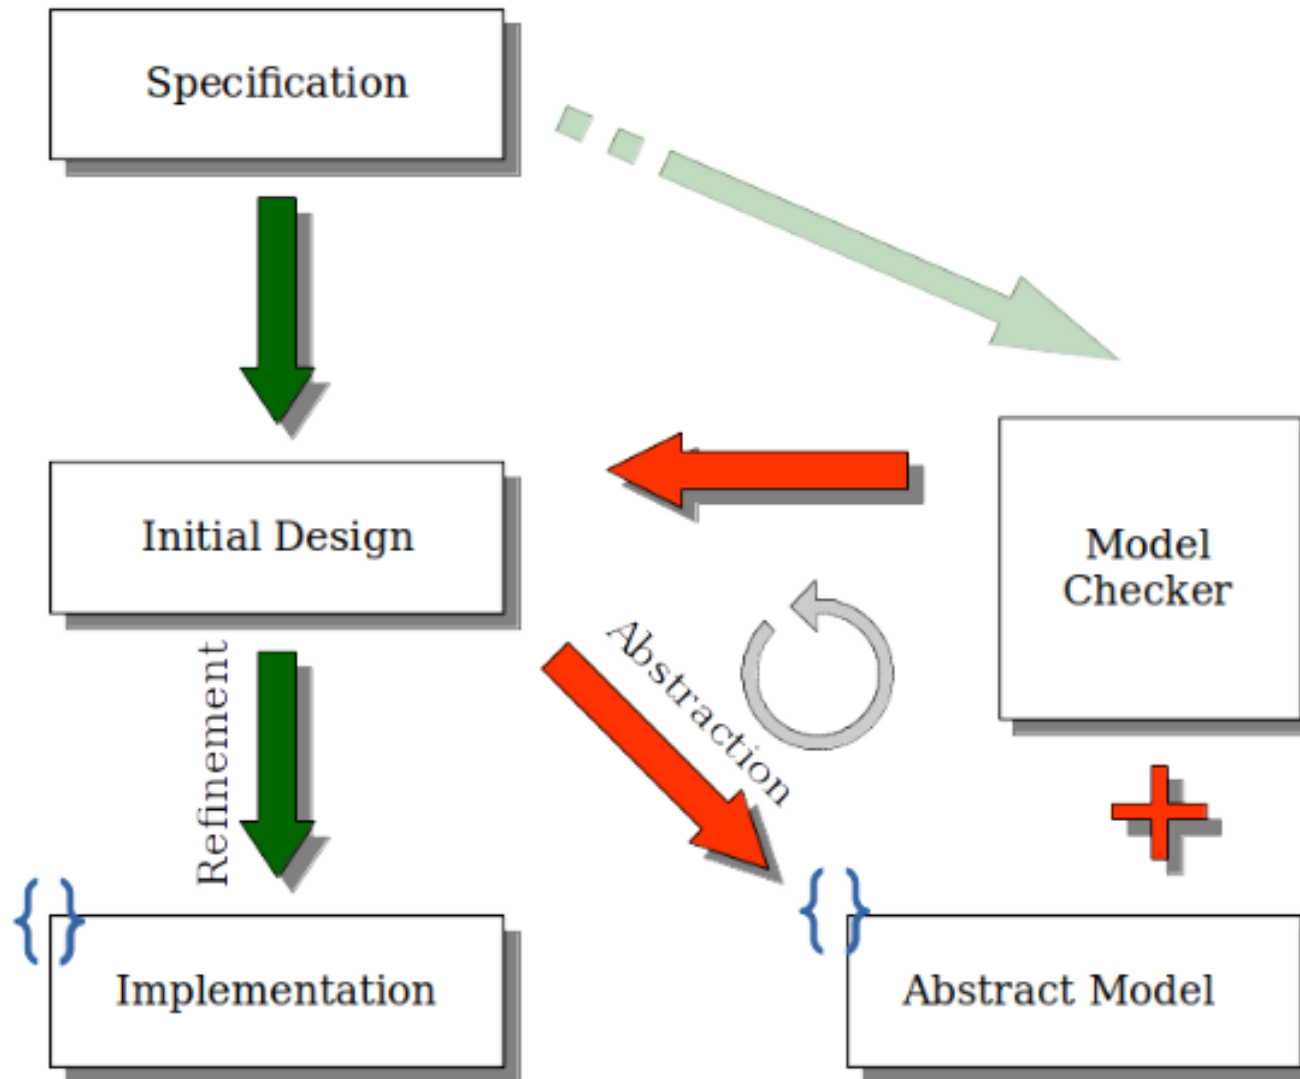 Specification
Initial Design
Model
Checker
Abstraction
Refinement
{ }
Implementation
{ }
Abstract Model